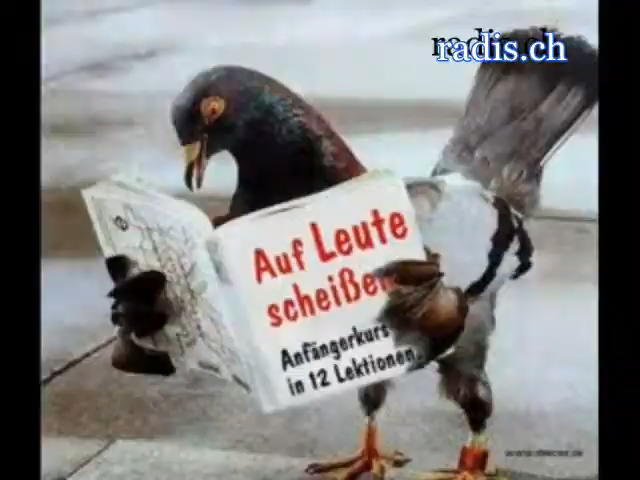 radis.ch
Auf Leute
scheißen
Anfängerkurs
in 12 Lektionen.